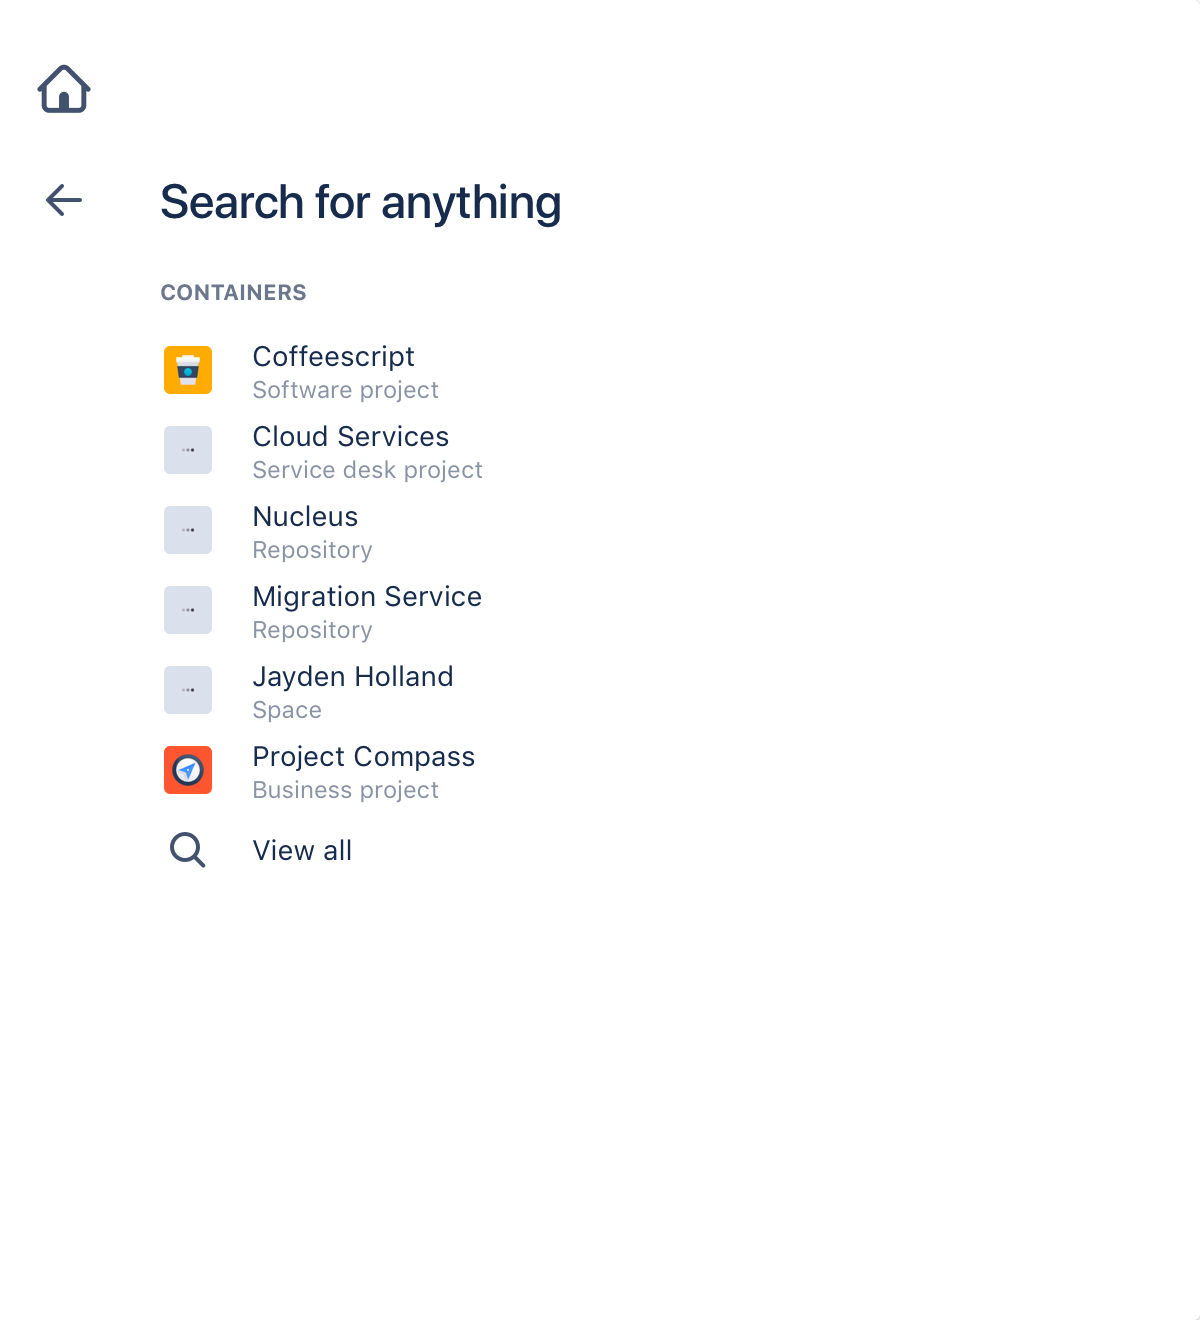 Search for anything
CONTAINERS
Coffeescript
Software project
Cloud Services
Service desk project
Nucleus
Repository
Migration Service
Repository
Jayden Holland
Space
Project Compass
Business project
View all